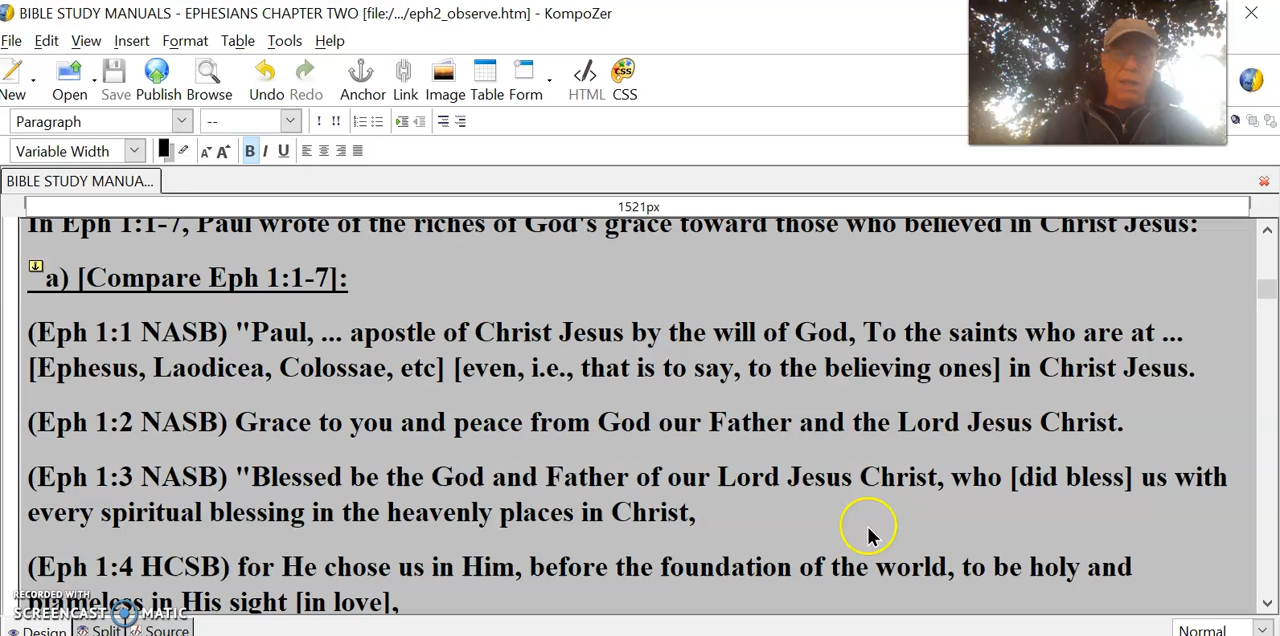 BIBLE STUDY MANUALS - EPHESIANS CHAPTER TWO [file:/.../eph2_observe.htm] - KompoZer
File Edit View Insert Format Table Tools Help
New Open Save Publish Browse Undo Redo Anchor Link Image Table Form HTML CSS
Paragraph --
Variable Width B I U
BIBLE STUDY MANUA...
1521px
In Eph 1:1-7, Paul wrote of the riches of God's grace toward those who believed in Christ Jesus:
a) [Compare Eph 1:1-7]:
(Eph 1:1 NASB) "Paul, ... apostle of Christ Jesus by the will of God, To the saints who are at ...
[Ephesus, Laodicea, Colossae, etc] [even, i.e., that is to say, to the believing ones] in Christ Jesus.
(Eph 1:2 NASB) Grace to you and peace from God our Father and the Lord Jesus Christ.
(Eph 1:3 NASB) "Blessed be the God and Father of our Lord Jesus Christ, who [did bless] us with
every spiritual blessing in the heavenly places in Christ,
(Eph 1:4 HCSB) for He chose us in Him, before the foundation of the world, to be holy and
blameless in His sight [in love],
RECORDED WITH
SCREENCAST MATIC
Design Split Source
Normal